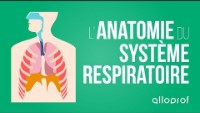 L'ANATOMIE DU
SYSTÈME
RESPIRATOIRE
alloprof